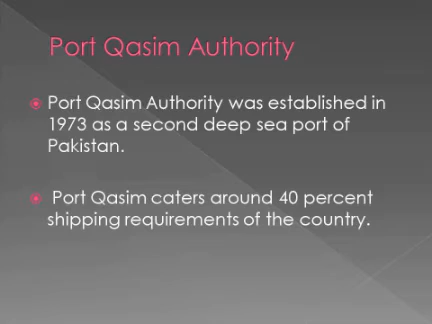 Port Qasim Authority
Port Qasim Authority was established in
1973 as a second deep sea port of
Pakistan.
Port Qasim caters around 40 percent
shipping requirements of the country.